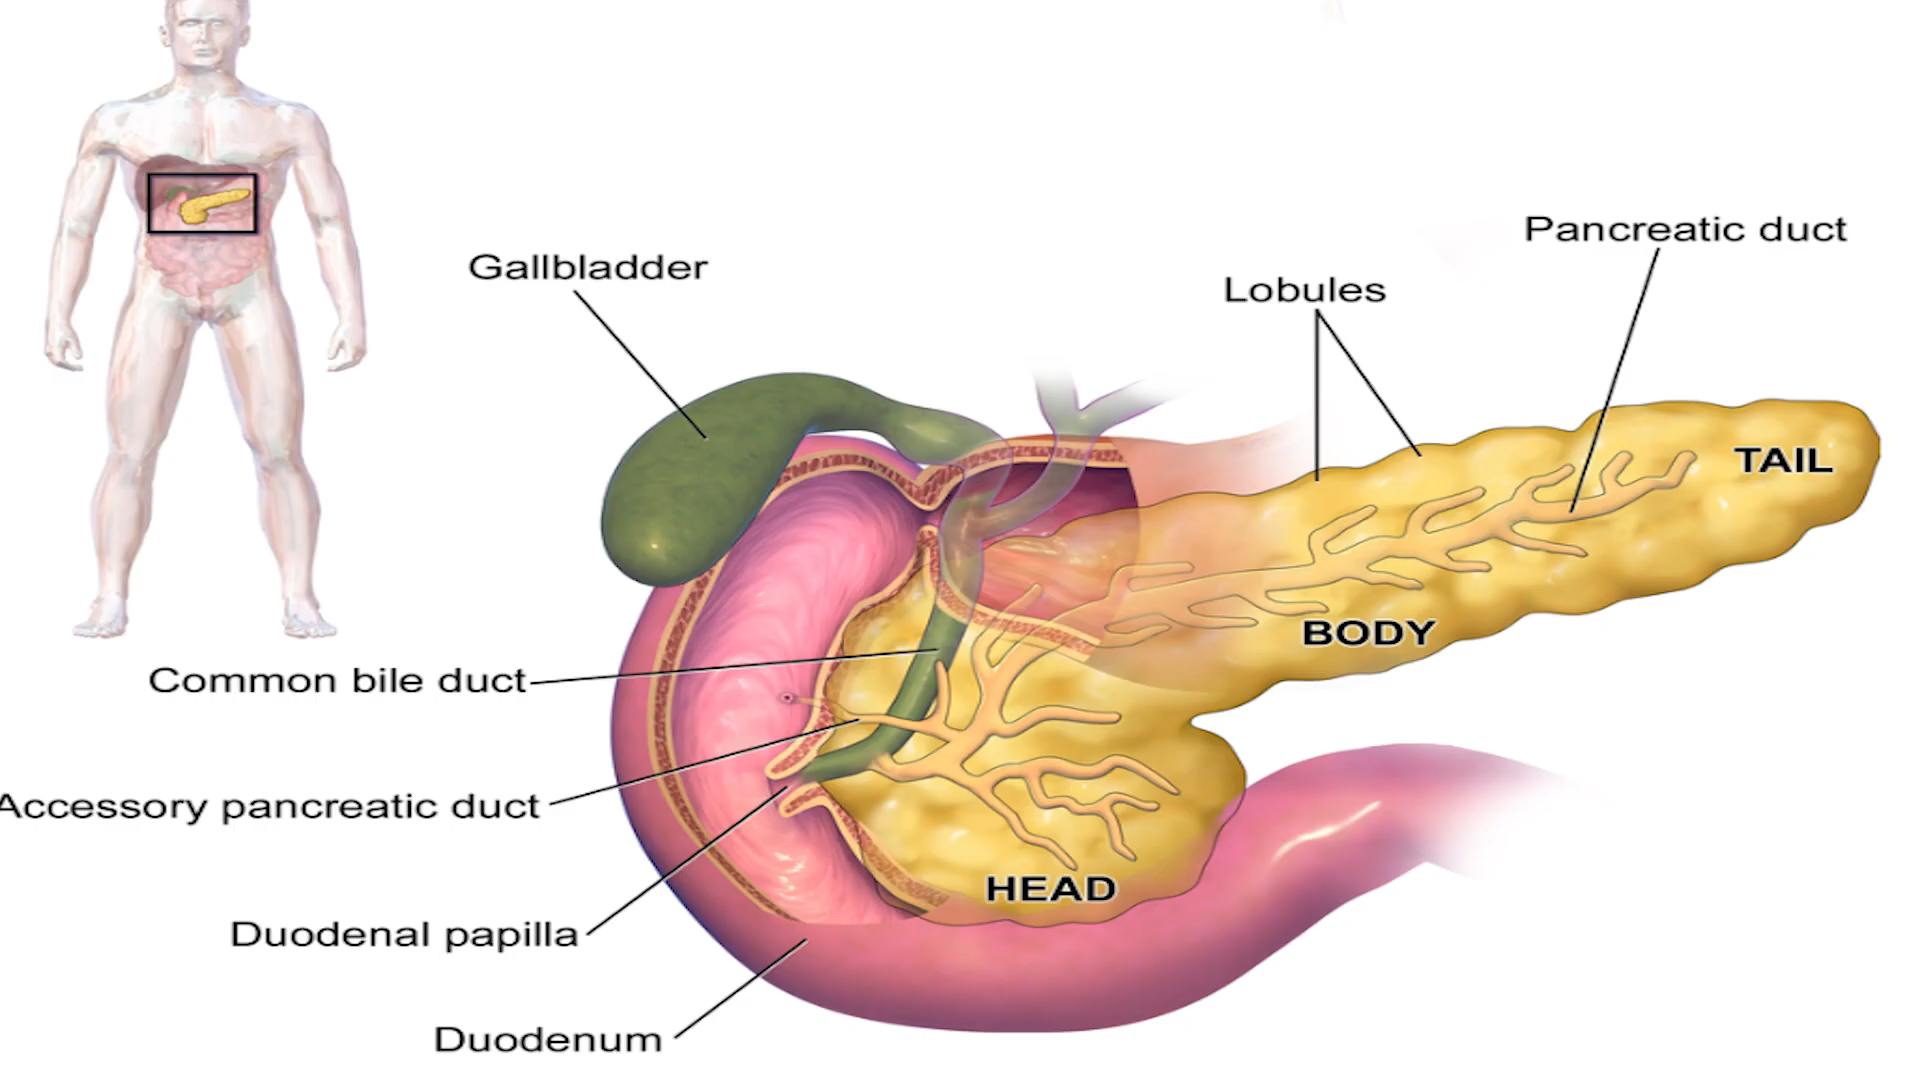 Pancreatic duct
Gallbladder
Lobules
TAIL
BODY
Common bile duct
Accessory pancreatic duct
HEAD
Duodenal papilla
Duodenum